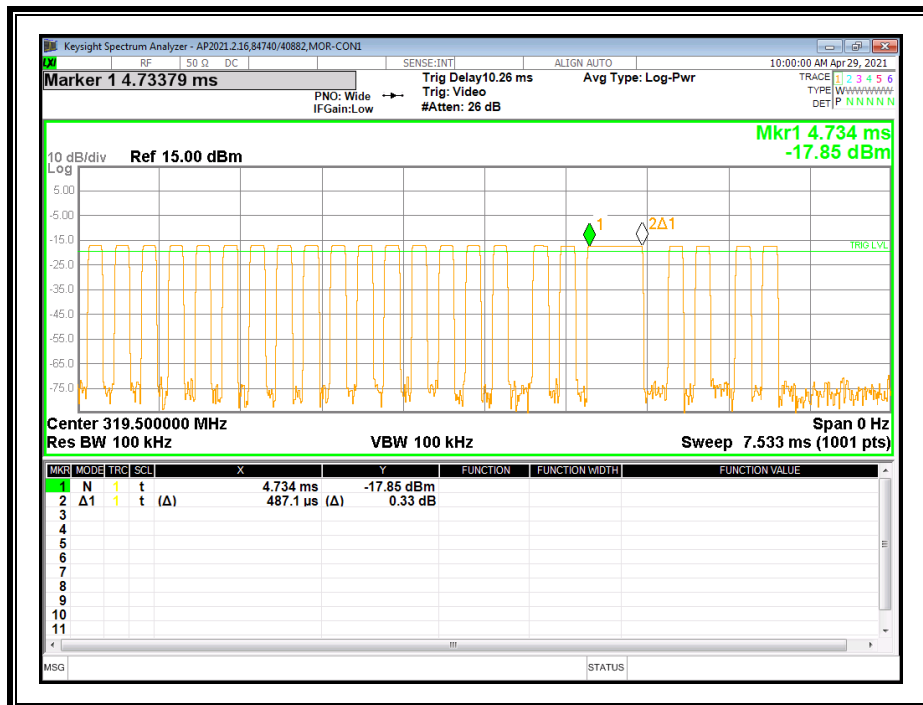 Keysight Spectrum Analyzer - AP2021.2.16,84740/40882,MOR-CON1
LXI RF 50 Ω DC SENSE:INT ALIGN AUTO 10:00:00 AM Apr 29, 2021
Marker 1 4.73379 ms
PNO: Wide
IFGain:Low
Trig Delay10.26 ms
Trig: Video
#Atten: 26 dB
Avg Type: Log-Pwr
TRACE 1 2 3 4 5 6
TYPE WWWWWWWW
DET P N N N N N
Mkr1 4.734 ms
-17.85 dBm
10 dB/div Ref 15.00 dBm
Log
5.00
-5.00
-15.0
-25.0
-35.0
-45.0
-55.0
-65.0
-75.0
1
2Δ1
TRIG LVL
Center 319.500000 MHz Span 0 Hz
Res BW 100 kHz VBW 100 kHz Sweep 7.533 ms (1001 pts)
MKR MODE TRC SCL X Y FUNCTION FUNCTION WIDTH FUNCTION VALUE
1 N 1 t 4.734 ms -17.85 dBm
2 Δ1 1 t (Δ) 487.1 µs (Δ) 0.33 dB
3
4
5
6
7
8
9
10
11
MSG STATUS